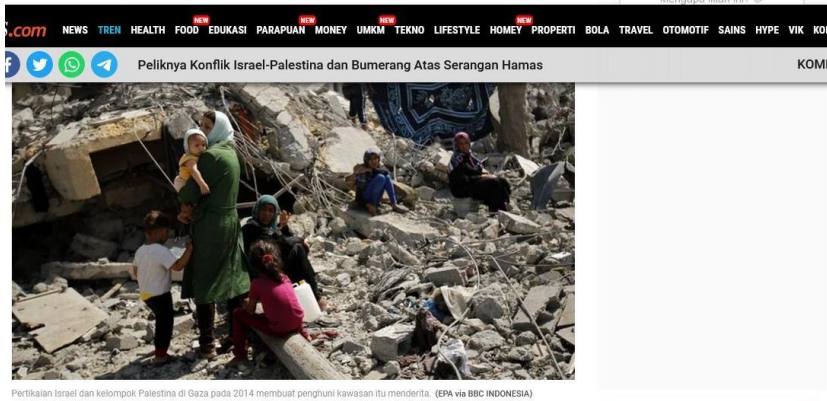 .com NEWS TREN HEALTH FOOD EDUKASI PARAPUAN MONEY UMKM TEKNO LIFESTYLE HOMEY PROPERTI BOLA TRAVEL OTOMOTIF SAINS HYPE VIK
NEW NEW NEW NEW
Peliknya Konflik Israel-Palestina dan Bumerang Atas Serangan Hamas
Pertikaian Israel dan kelompok Palestina di Gaza pada 2014 membuat penghuni kawasan itu menderita. (EPA via BBC INDONESIA)